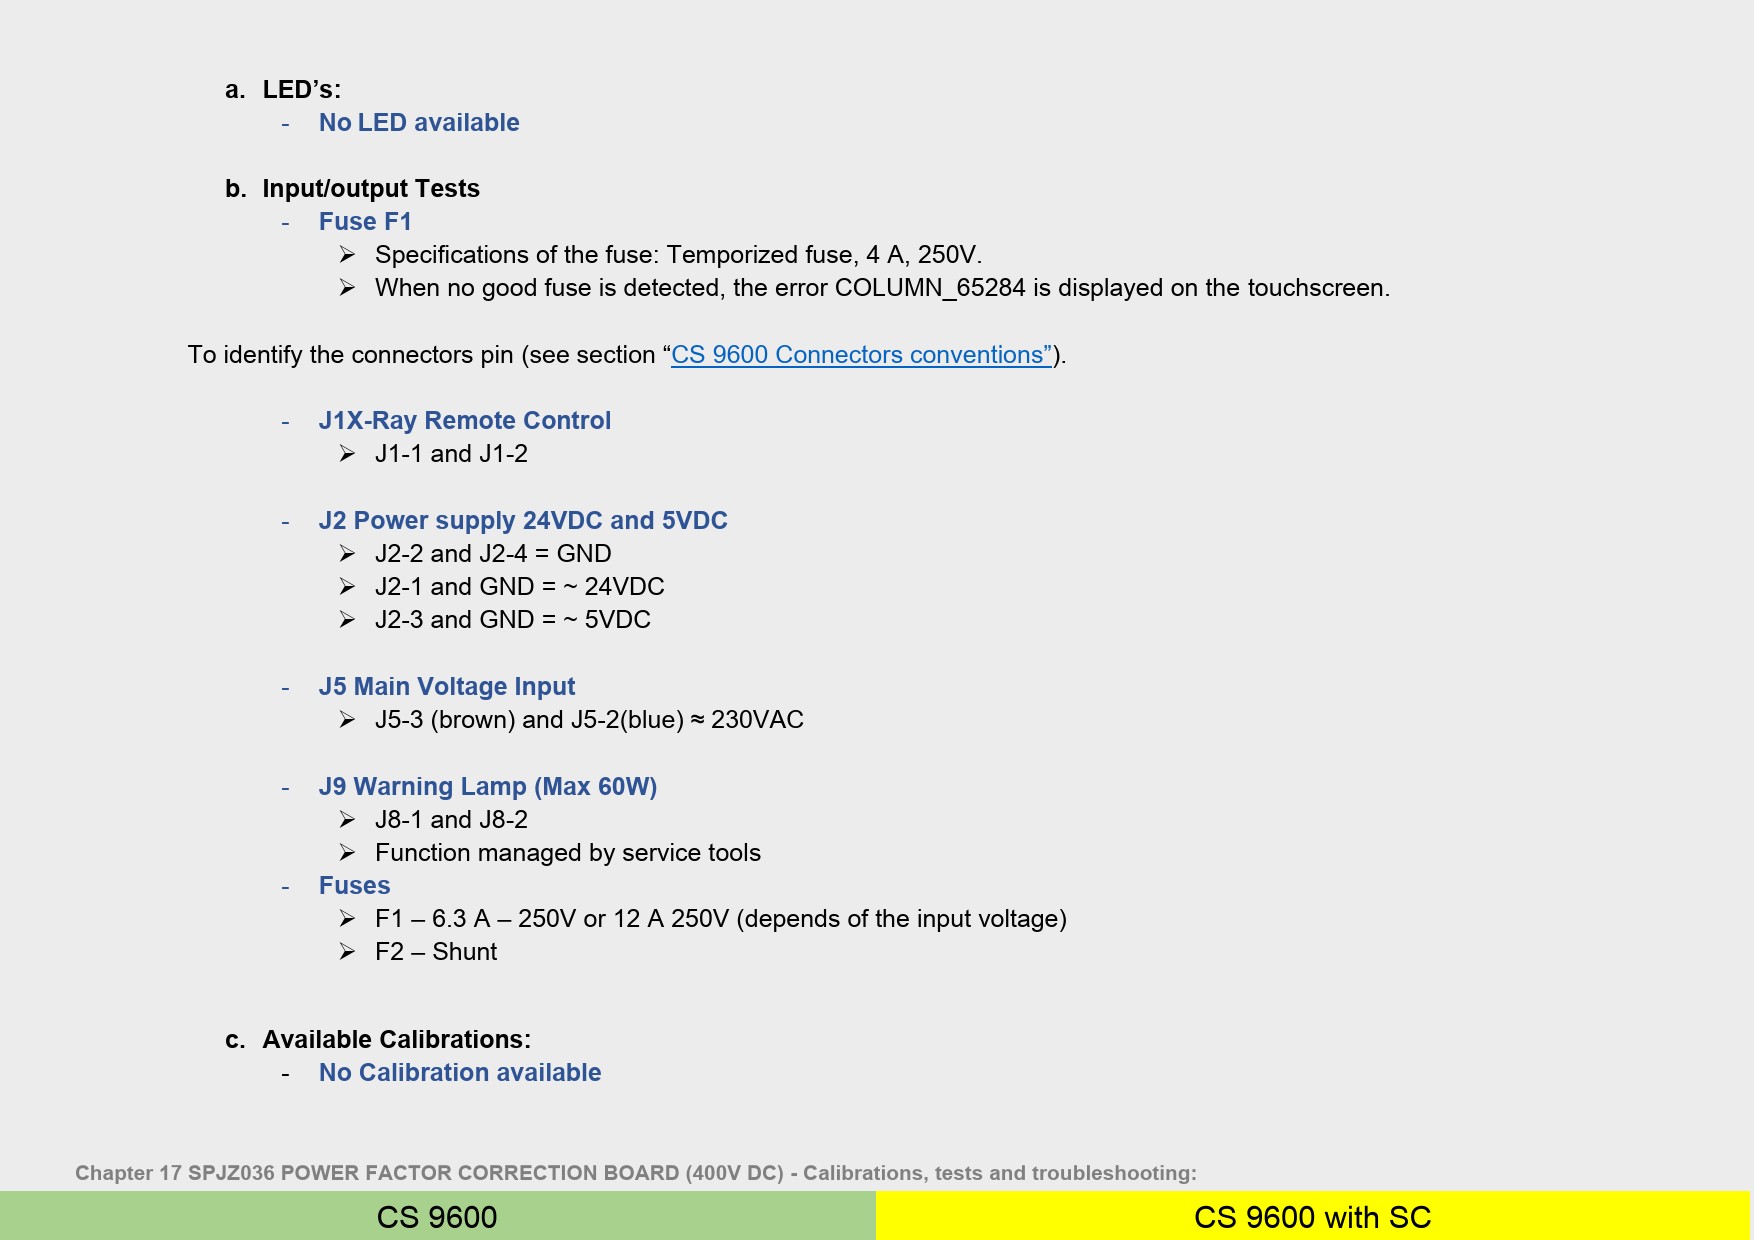 a. LED’s:
- No LED available
b. Input/output Tests
- Fuse F1
➢ Specifications of the fuse: Temporized fuse, 4 A, 250V.
➢ When no good fuse is detected, the error COLUMN_65284 is displayed on the touchscreen.
To identify the connectors pin (see section “CS 9600 Connectors conventions”).
- J1X-Ray Remote Control
➢ J1-1 and J1-2
- J2 Power supply 24VDC and 5VDC
➢ J2-2 and J2-4 = GND
➢ J2-1 and GND = ~ 24VDC
➢ J2-3 and GND = ~ 5VDC
- J5 Main Voltage Input
➢ J5-3 (brown) and J5-2(blue) ≈ 230VAC
- J9 Warning Lamp (Max 60W)
➢ J8-1 and J8-2
➢ Function managed by service tools
- Fuses
➢ F1 – 6.3 A – 250V or 12 A 250V (depends of the input voltage)
➢ F2 – Shunt
c. Available Calibrations:
- No Calibration available
Chapter 17 SPJZ036 POWER FACTOR CORRECTION BOARD (400V DC) - Calibrations, tests and troubleshooting:
CS 9600
CS 9600 with SC